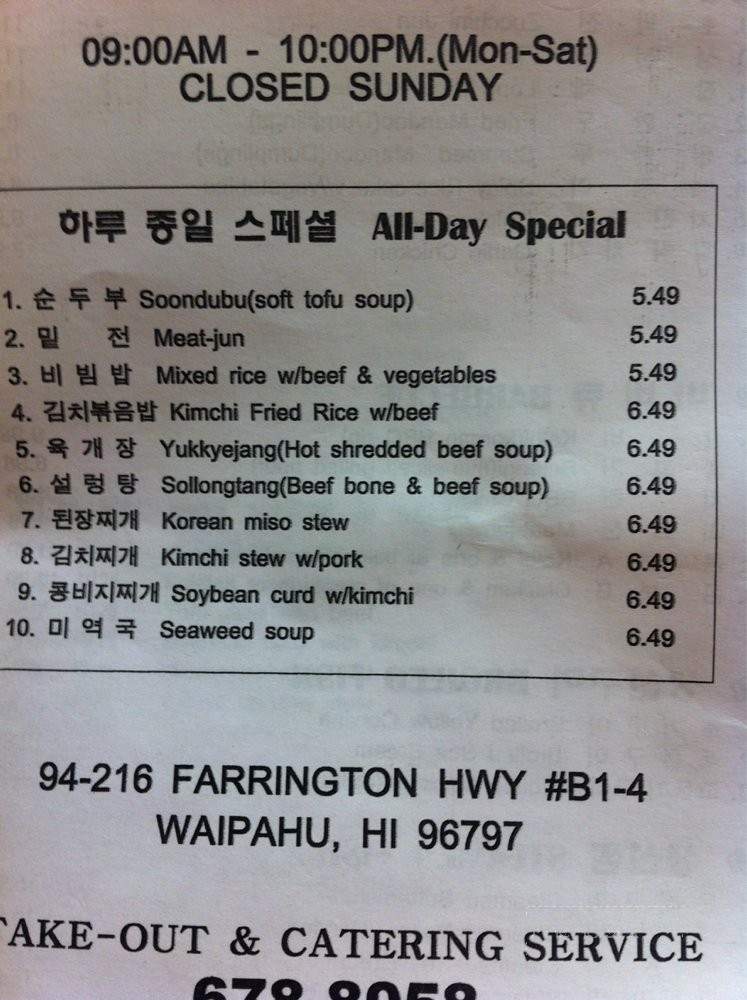 09:00AM - 10:00PM.(Mon-Sat)
CLOSED SUNDAY
하루 종일 스페셜 All-Day Special
1. 순 두 부 Soondubu(soft tofu soup) 5.49
2. 밀 전 Meat-jun 5.49
3. 비 빔 밥 Mixed rice w/beef & vegetables 5.49
4. 김치볶음밥 Kimchi Fried Rice w/beef 6.49
5. 육 개 장 Yukkyejang(Hot shredded beef soup) 6.49
6. 설 렁 탕 Sollongtang(Beef bone & beef soup) 6.49
7. 된장찌개 Korean miso stew 6.49
8. 김치찌개 Kimchi stew w/pork 6.49
9. 콩비지찌개 Soybean curd w/kimchi 6.49
10. 미 역 국 Seaweed soup 6.49
94-216 FARRINGTON HWY #B1-4
WAIPAHU, HI 96797
TAKE-OUT & CATERING SERVICE
678-8058